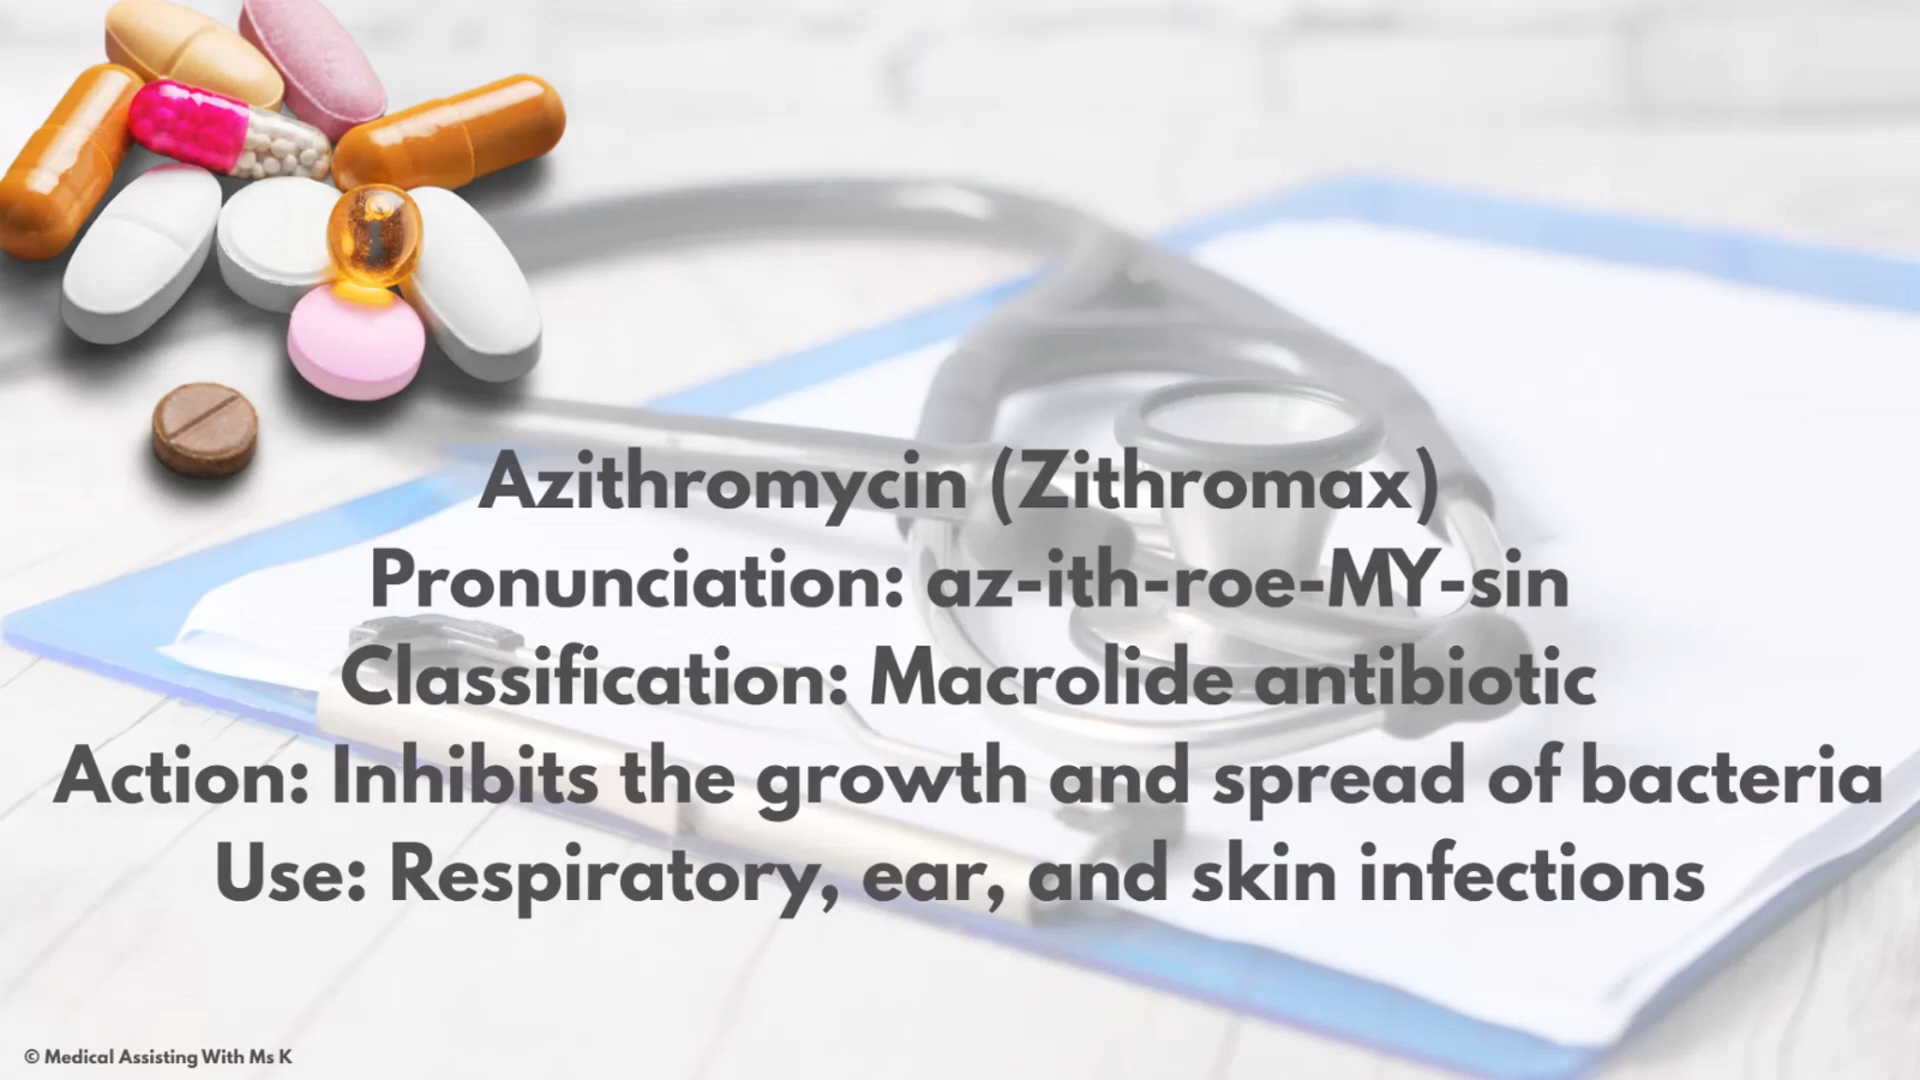 Azithromycin (Zithromax)
Pronunciation: az-ith-roe-MY-sin
Classification: Macrolide antibiotic
Action: Inhibits the growth and spread of bacteria
Use: Respiratory, ear, and skin infections
© Medical Assisting With Ms K